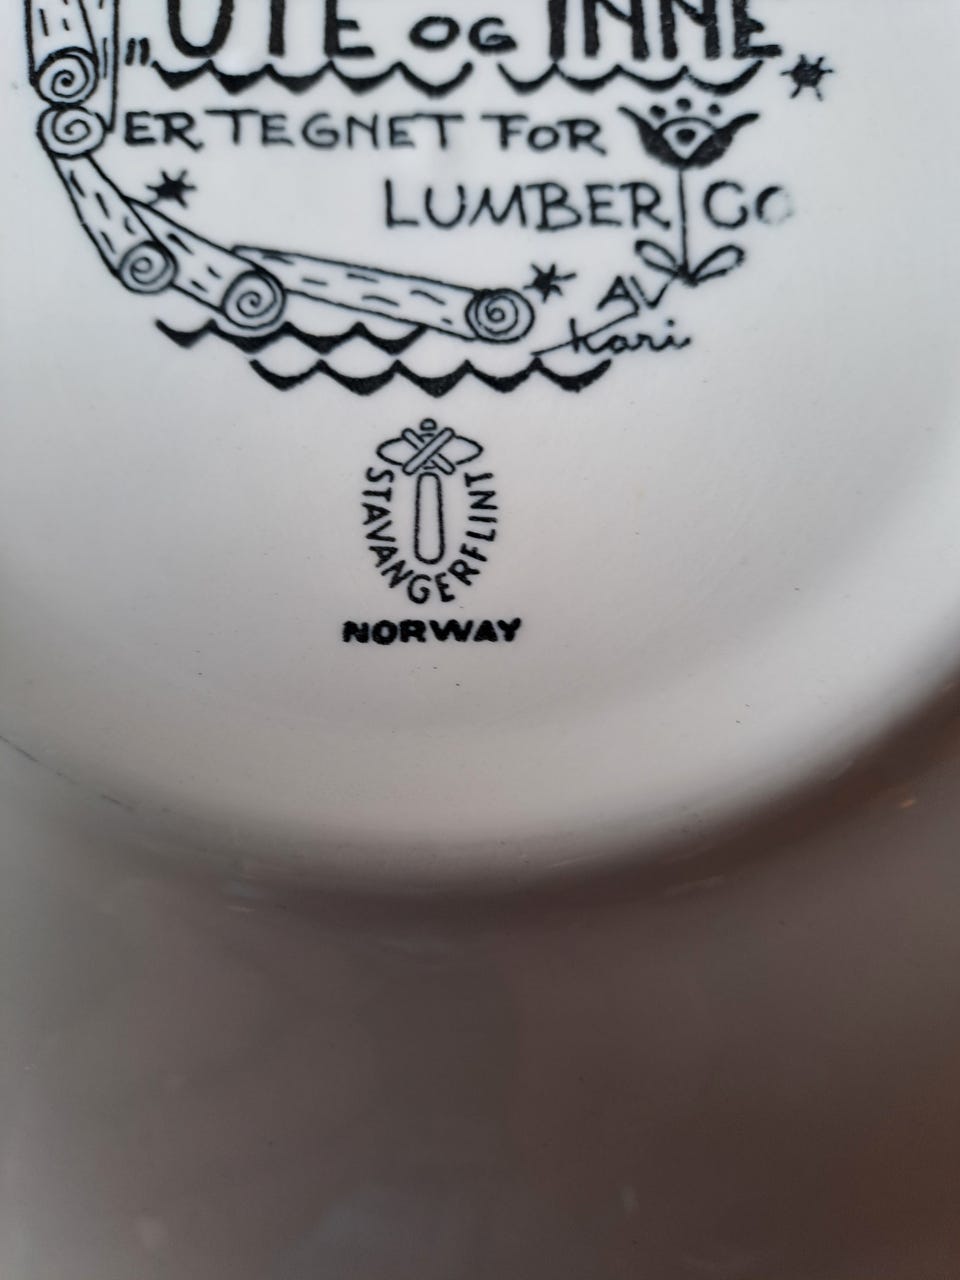 "UTE OG INNE
ER TEGNET FOR
LUMBER CO
AV
Kari
STAVANGERFLINT
NORWAY